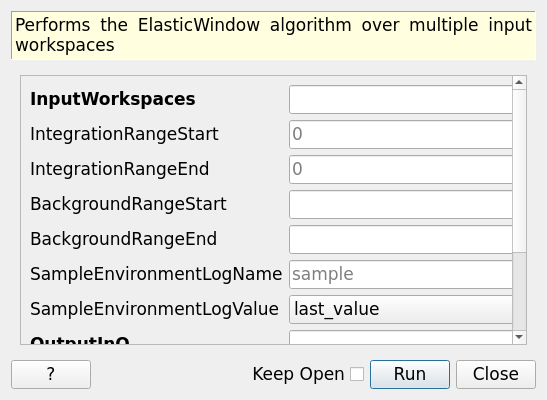 Performs the ElasticWindow algorithm over multiple input
workspaces
InputWorkspaces
IntegrationRangeStart 0
IntegrationRangeEnd 0
BackgroundRangeStart
BackgroundRangeEnd
SampleEnvironmentLogName sample
SampleEnvironmentLogValue last_value
OutputInQ
? Keep Open Run Close